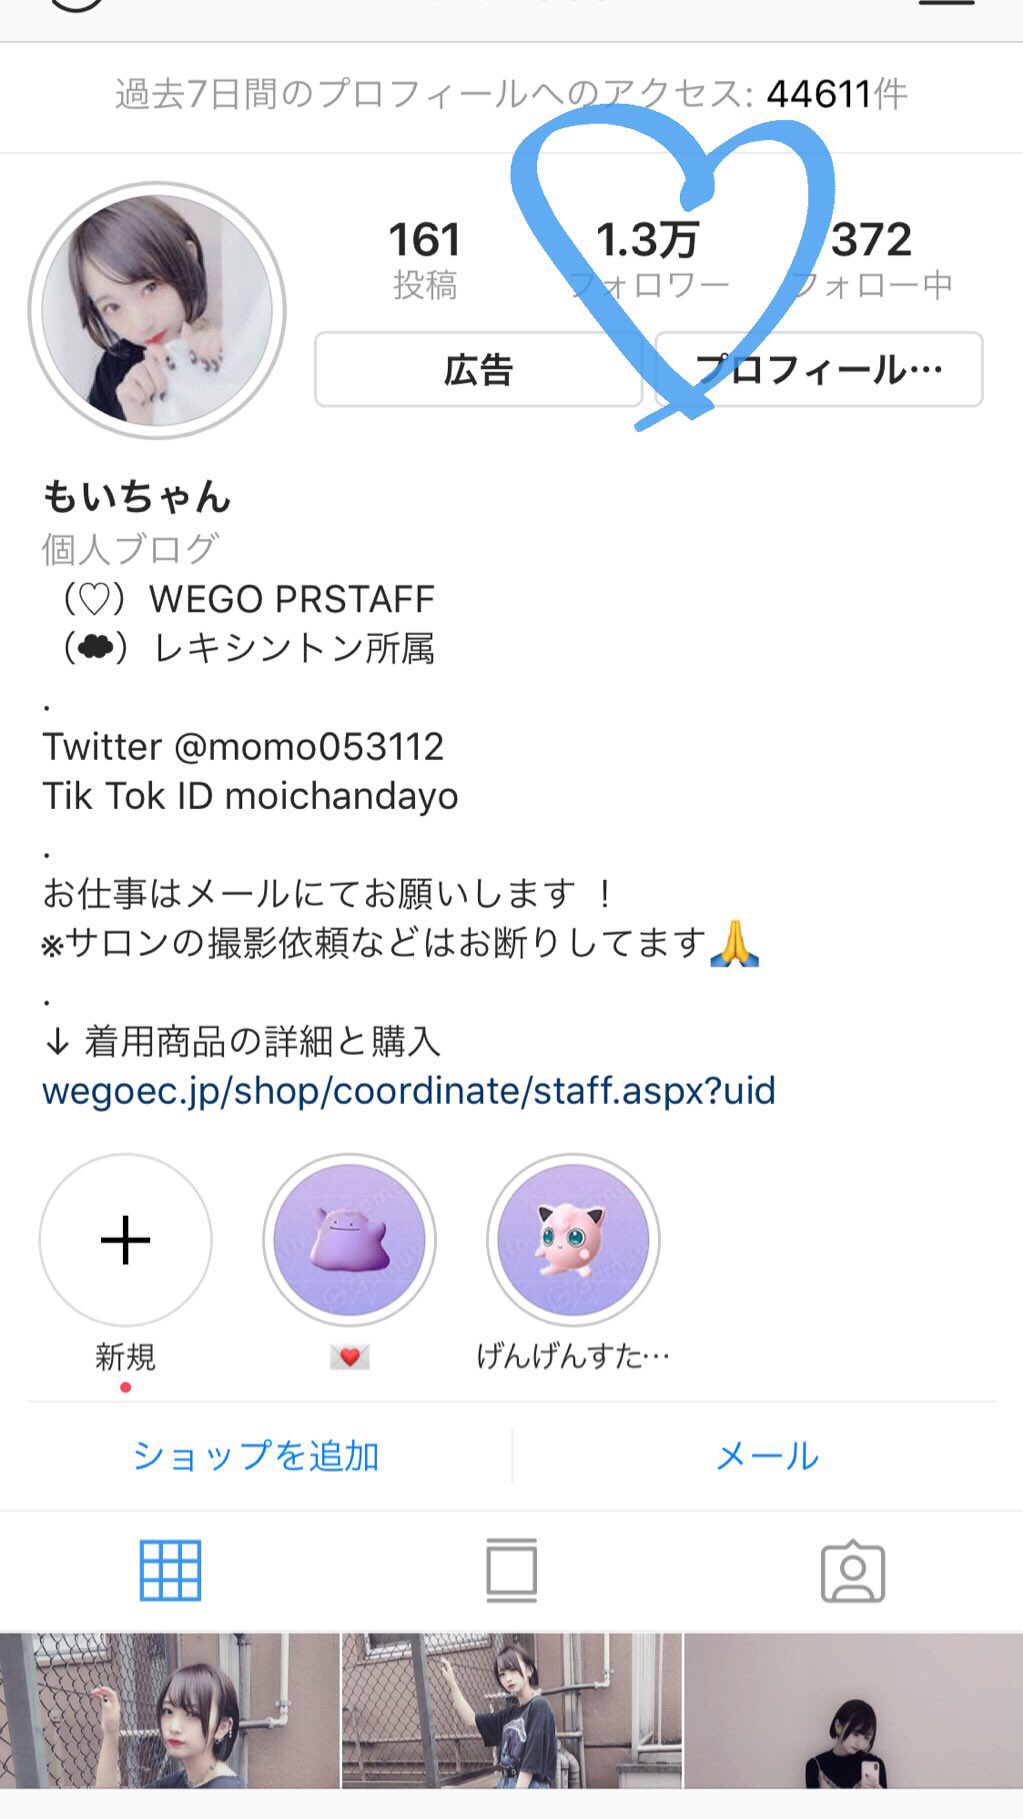 過去7日間のプロフィールへのアクセス: 44611件
161 1.3万 372
投稿 フォロワー フォロー中
広告 プロフィール…
もいちゃん
個人ブログ
（♡）WEGO PRSTAFF
（☁）レキシントン所属
.
Twitter @momo053112
Tik Tok ID moichandayo
.
お仕事はメールにてお願いします ！
※サロンの撮影依頼などはお断りしてます🙏
.
↓ 着用商品の詳細と購入
wegoec.jp/shop/coordinate/staff.aspx?uid
新規 💌 げんげんすた…
ショップを追加 メール